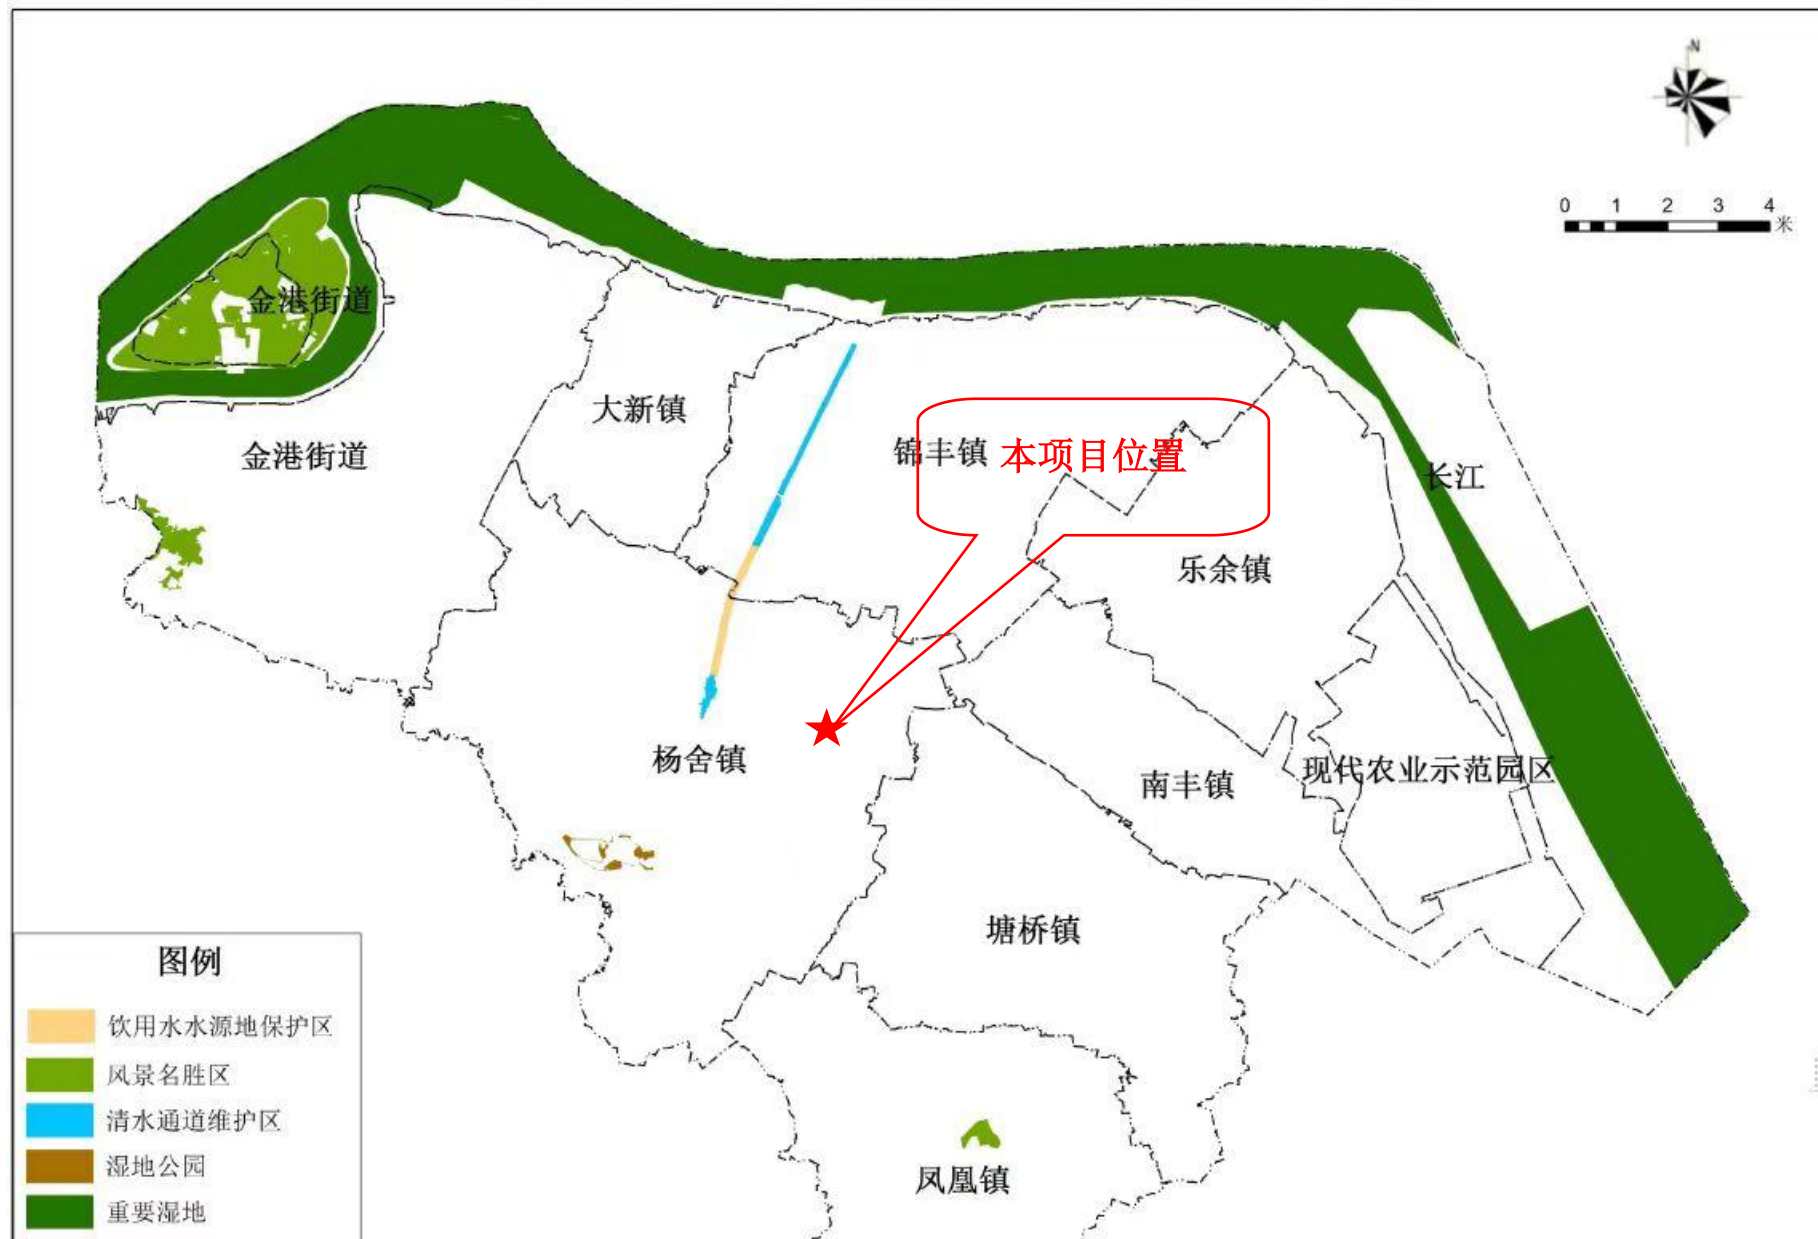 N
0 1 2 3 4
米
金港街道
大新镇
金港街道
锦丰镇
本项目位置
长江
乐余镇
杨舍镇
南丰镇
现代农业示范园区
塘桥镇
凤凰镇
图例
饮用水水源地保护区
风景名胜区
清水通道维护区
湿地公园
重要湿地